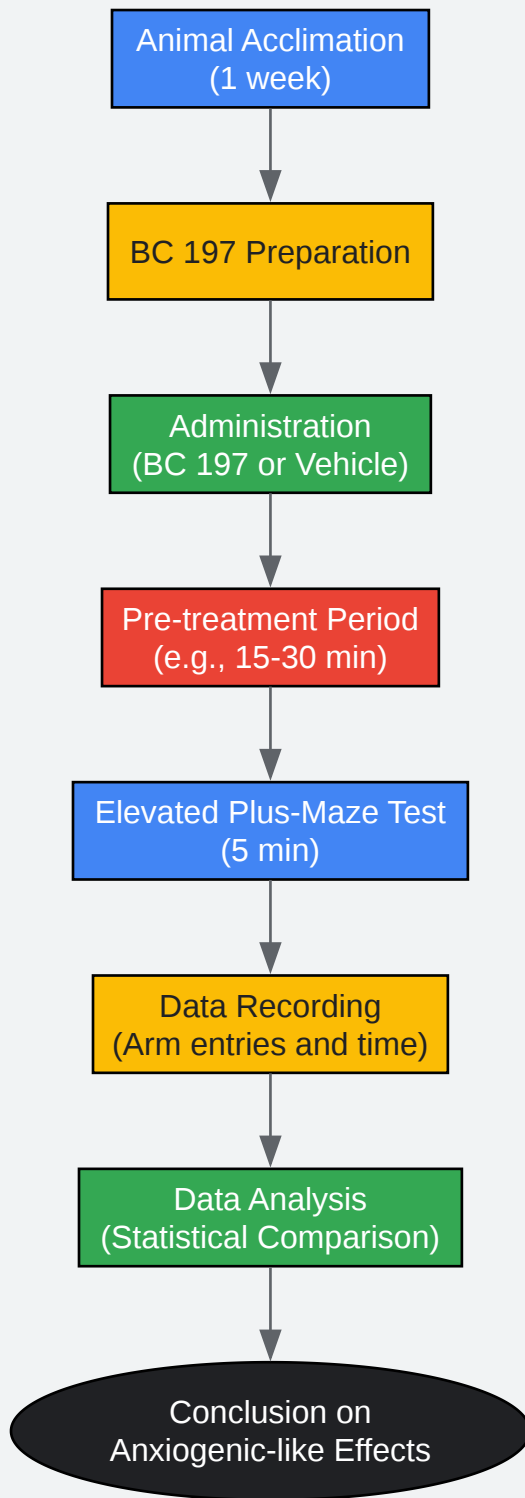 Animal Acclimation
(1 week)
BC 197 Preparation
Administration
(BC 197 or Vehicle)
Pre-treatment Period
(e.g., 15-30 min)
Elevated Plus-Maze Test
(5 min)
Data Recording
(Arm entries and time)
Data Analysis
(Statistical Comparison)
Conclusion on
Anxiogenic-like Effects